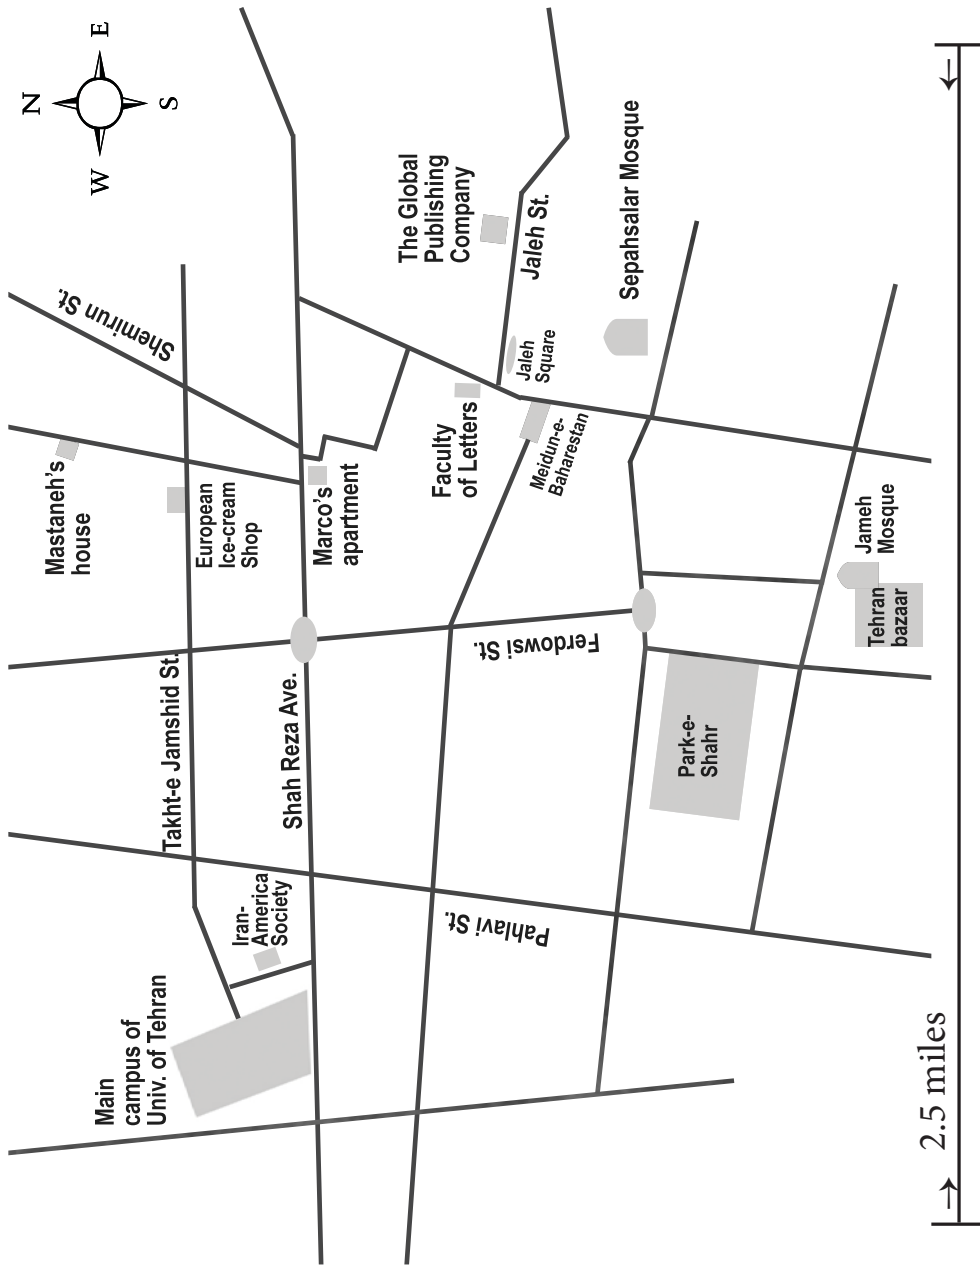 N
E
S
W
Mastaneh's
house
Shemirun St.
European
Ice-cream
Shop
Marco's
apartment
The Global
Publishing
Company
Jaleh St.
Jaleh
Square
Sepahsalar Mosque
Faculty
of Letters
Meidun-e-
Baharestan
Takht-e Jamshid St.
Shah Reza Ave.
Ferdowsi St.
Jameh
Mosque
Tehran
bazaar
Park-e-
Shahr
Iran-
America
Society
Pahlavi St.
Main
campus of
Univ. of Tehran
→ 2.5 miles ←